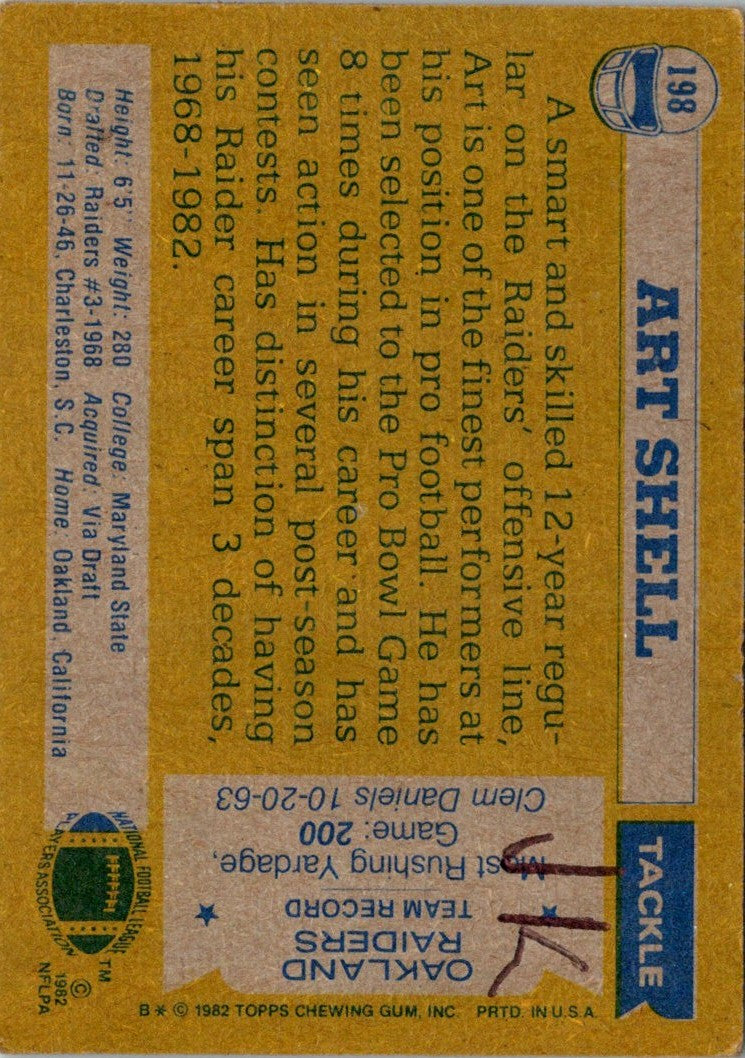 198
ART SHELL
TACKLE
A smart and skilled 12-year regu-
lar on the Raiders' offensive line,
Art is one of the finest performers at
his position in pro football. He has
been selected to the Pro Bowl Game
8 times during his career and has
seen action in several post-season
contests. Has distinction of having
his Raider career span 3 decades,
1968-1982.
Height: 6'5" Weight: 280 College: Maryland State
Drafted: Raiders #3-1968 Acquired: Via Draft
Born: 11-26-46, Charleston, S.C. Home: Oakland, California
OAKLAND
RAIDERS
TEAM RECORD
Most Rushing Yardage,
Game: 200
Clem Daniels 10-20-63
JK
NATIONAL FOOTBALL LEAGUE
PLAYERS ASSOCIATION
TM
©
1982
NFLPA
B * © 1982 TOPPS CHEWING GUM, INC. PRTD. IN U.S.A.